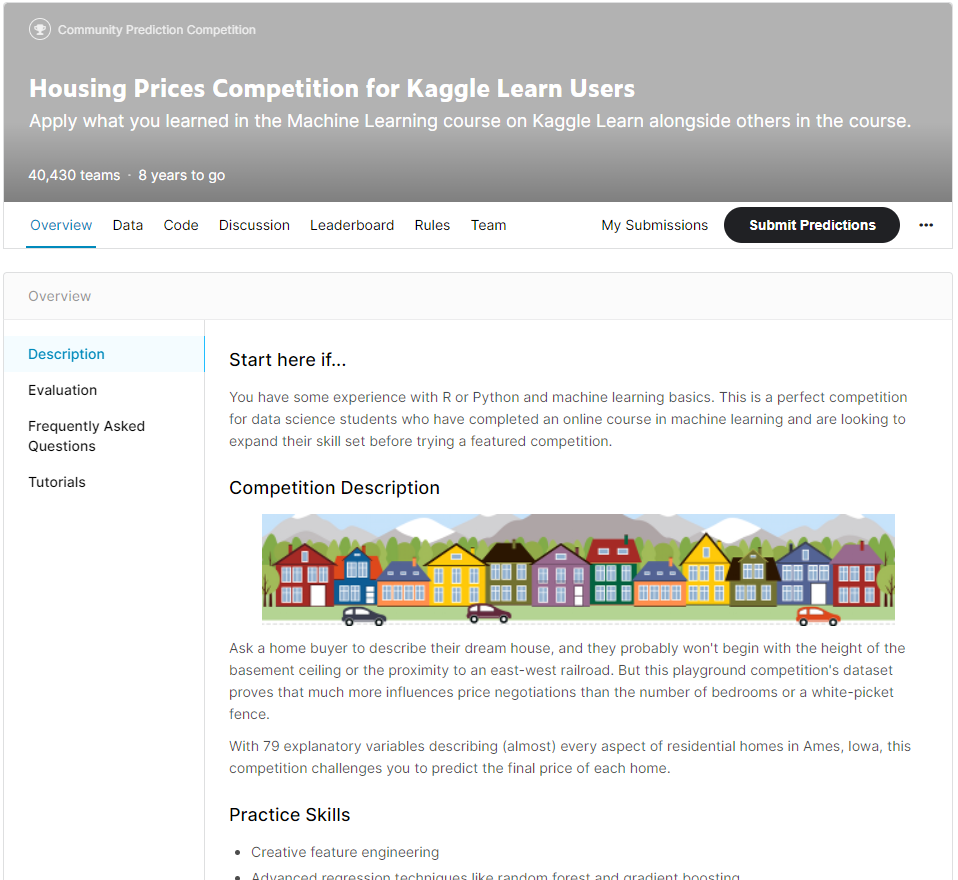 Community Prediction Competition
Housing Prices Competition for Kaggle Learn Users
Apply what you learned in the Machine Learning course on Kaggle Learn alongside others in the course.
40,430 teams · 8 years to go
Overview Data Code Discussion Leaderboard Rules Team My Submissions Submit Predictions •••
Overview
Description
Evaluation
Frequently Asked
Questions
Tutorials
Start here if...
You have some experience with R or Python and machine learning basics. This is a perfect competition
for data science students who have completed an online course in machine learning and are looking to
expand their skill set before trying a featured competition.
Competition Description
Ask a home buyer to describe their dream house, and they probably won't begin with the height of the
basement ceiling or the proximity to an east-west railroad. But this playground competition's dataset
proves that much more influences price negotiations than the number of bedrooms or a white-picket
fence.
With 79 explanatory variables describing (almost) every aspect of residential homes in Ames, Iowa, this
competition challenges you to predict the final price of each home.
Practice Skills
• Creative feature engineering
• Advanced regression techniques like random forest and gradient boosting